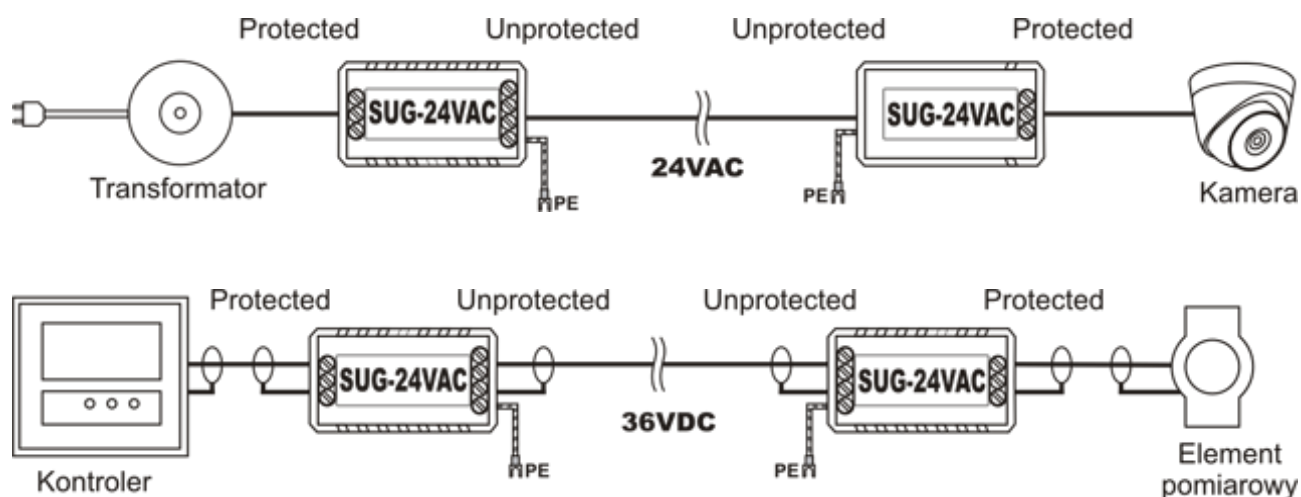 Protected Unprotected Unprotected Protected
SUG-24VAC SUG-24VAC
24VAC
Transformator PE PE Kamera
Protected Unprotected Unprotected Protected
SUG-24VAC SUG-24VAC
36VDC
PE PE
Kontroler Element
pomiarowy